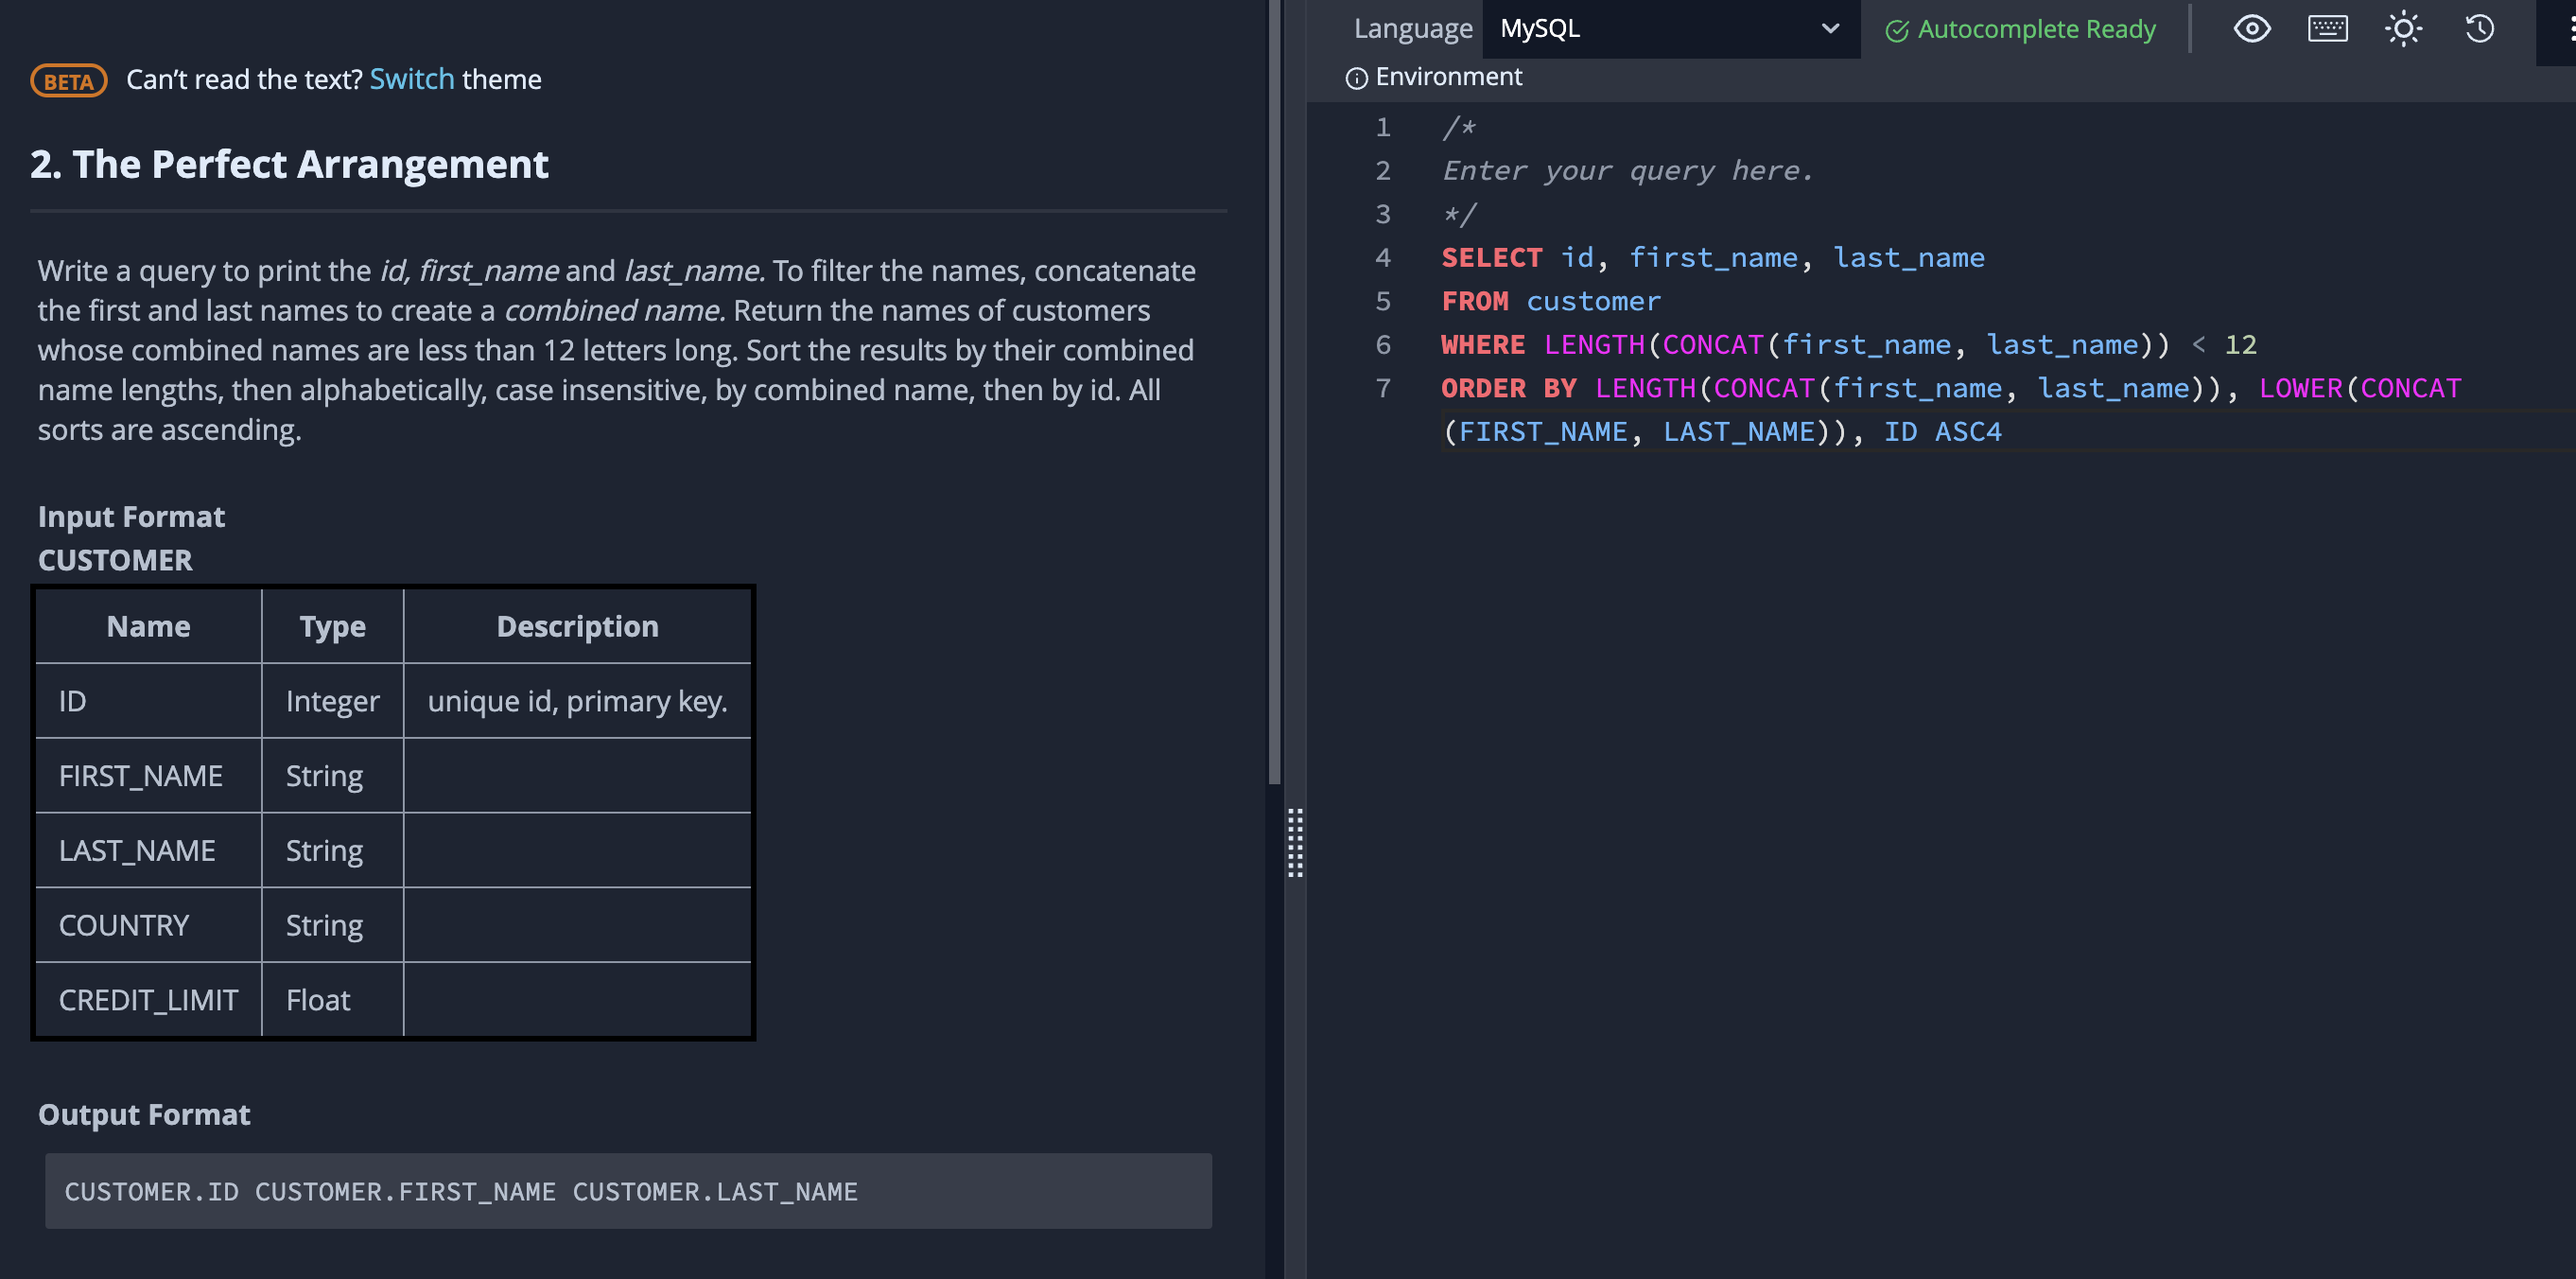 BETA Can't read the text? Switch theme
2. The Perfect Arrangement
Write a query to print the id, first_name and last_name. To filter the names, concatenate
the first and last names to create a combined name. Return the names of customers
whose combined names are less than 12 letters long. Sort the results by their combined
name lengths, then alphabetically, case insensitive, by combined name, then by id. All
sorts are ascending.
Input Format
CUSTOMER
Name Type Description
ID Integer unique id, primary key.
FIRST_NAME String
LAST_NAME String
COUNTRY String
CREDIT_LIMIT Float
Output Format
CUSTOMER.ID CUSTOMER.FIRST_NAME CUSTOMER.LAST_NAME
Language MySQL Autocomplete Ready
Environment
1 /*
2 Enter your query here.
3 */
4 SELECT id, first_name, last_name
5 FROM customer
6 WHERE LENGTH(CONCAT(first_name, last_name)) < 12
7 ORDER BY LENGTH(CONCAT(first_name, last_name)), LOWER(CONCAT
(FIRST_NAME, LAST_NAME)), ID ASC4